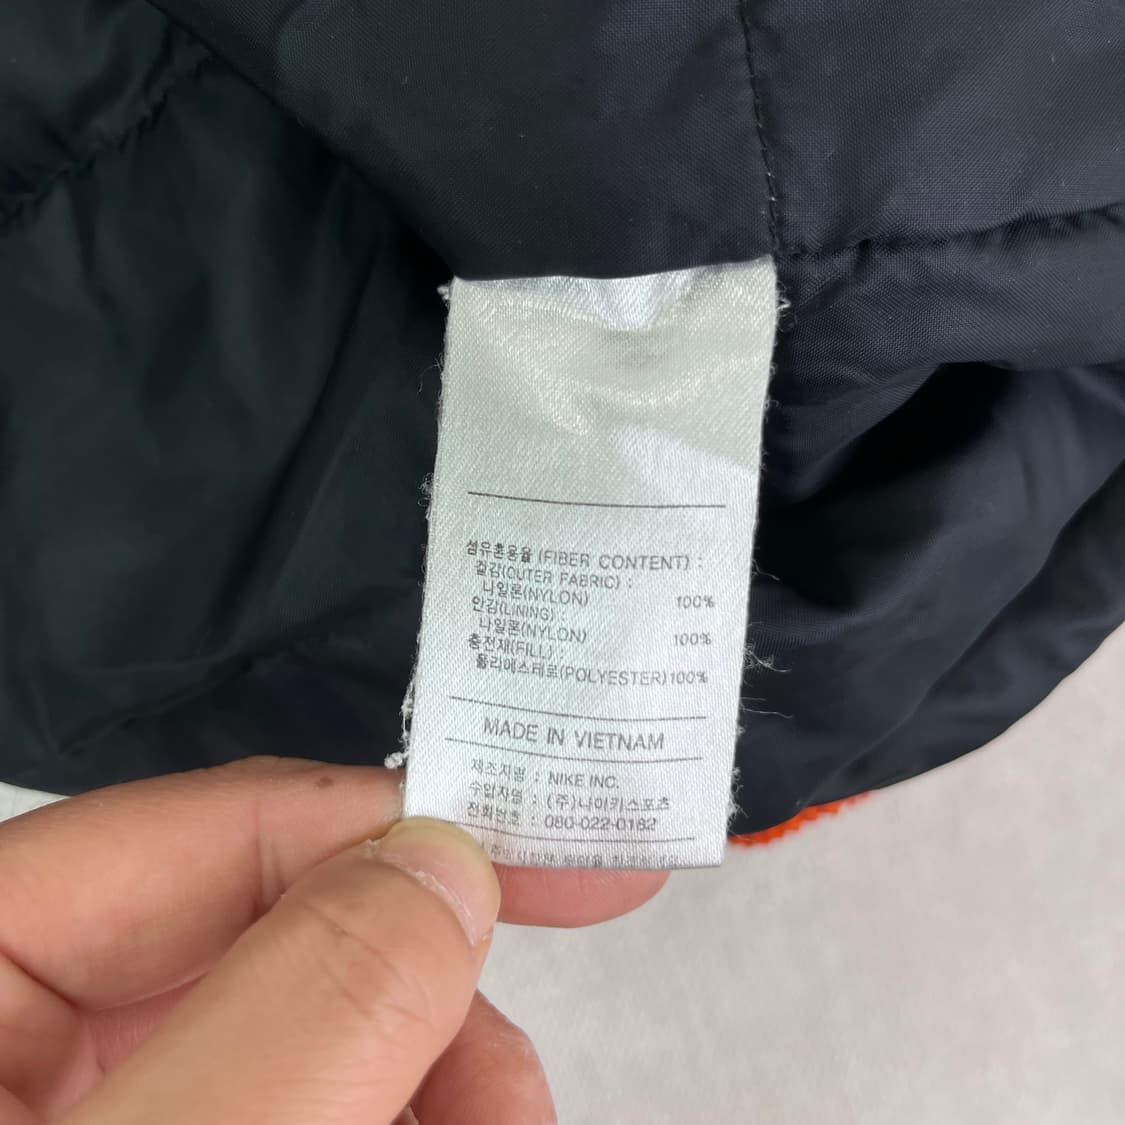 섬유혼용율 (FIBER CONTENT) :
겉감(OUTER FABRIC) :
나일론(NYLON) 100%
안감(LINING) :
나일론(NYLON) 100%
충전재(FILL) :
폴리에스테르(POLYESTER) 100%
MADE IN VIETNAM
제조자명 : NIKE INC.
수입자명 : (주)나이키스포츠
전화번호 : 080-022-0182